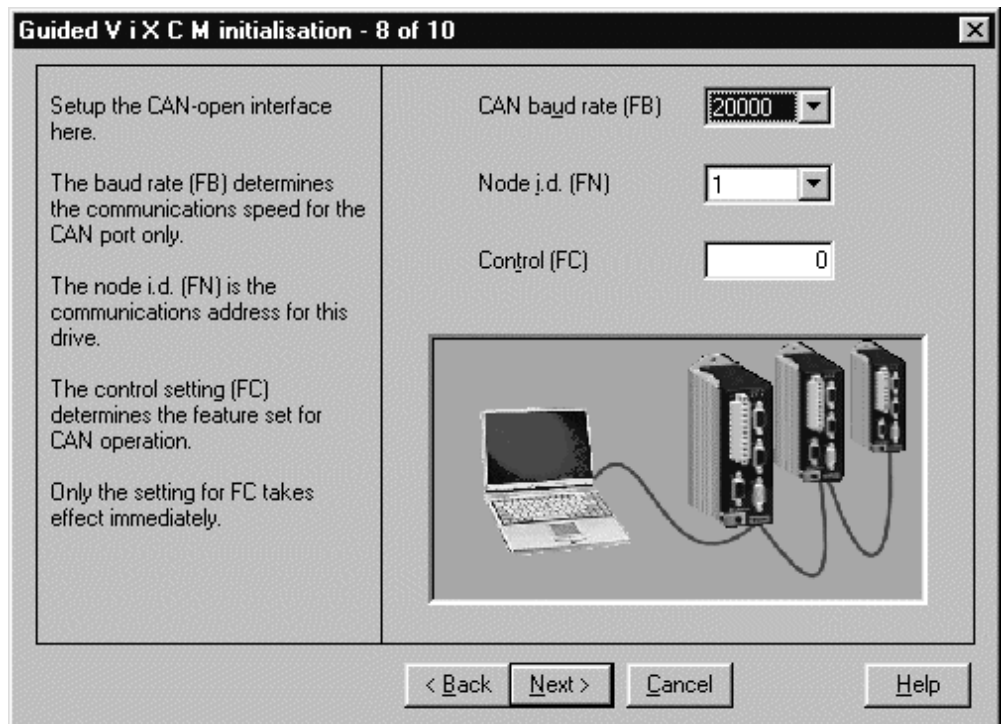 Guided V i X C M initialisation - 8 of 10
Setup the CAN-open interface
here.
The baud rate (FB) determines
the communications speed for the
CAN port only.
The node i.d. (FN) is the
communications address for this
drive.
The control setting (FC)
determines the feature set for
CAN operation.
Only the setting for FC takes
effect immediately.
CAN baud rate (FB)
20000
Node i.d. (FN)
1
Control (FC)
0
< Back
Next >
Cancel
Help